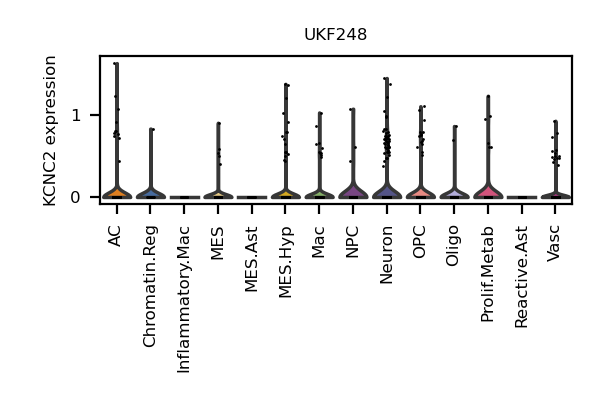 UKF248
KCNC2 expression
1
0
AC
Chromatin.Reg
Inflammatory.Mac
MES
MES.Ast
MES.Hyp
Mac
NPC
Neuron
OPC
Oligo
Prolif.Metab
Reactive.Ast
Vasc